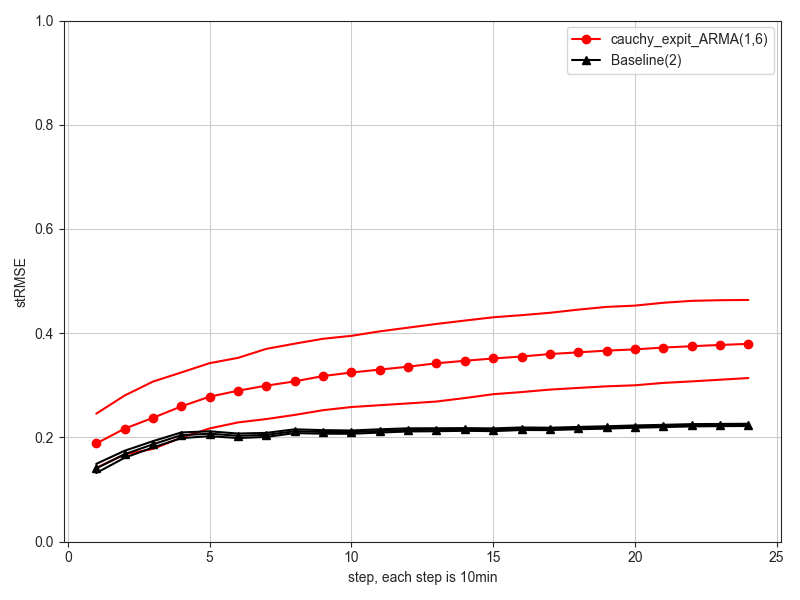 1.0
0.8
0.6
0.4
0.2
0.0
stRMSE
cauchy_expit_ARMA(1,6)
Baseline(2)
0 5 10 15 20 25
step, each step is 10min